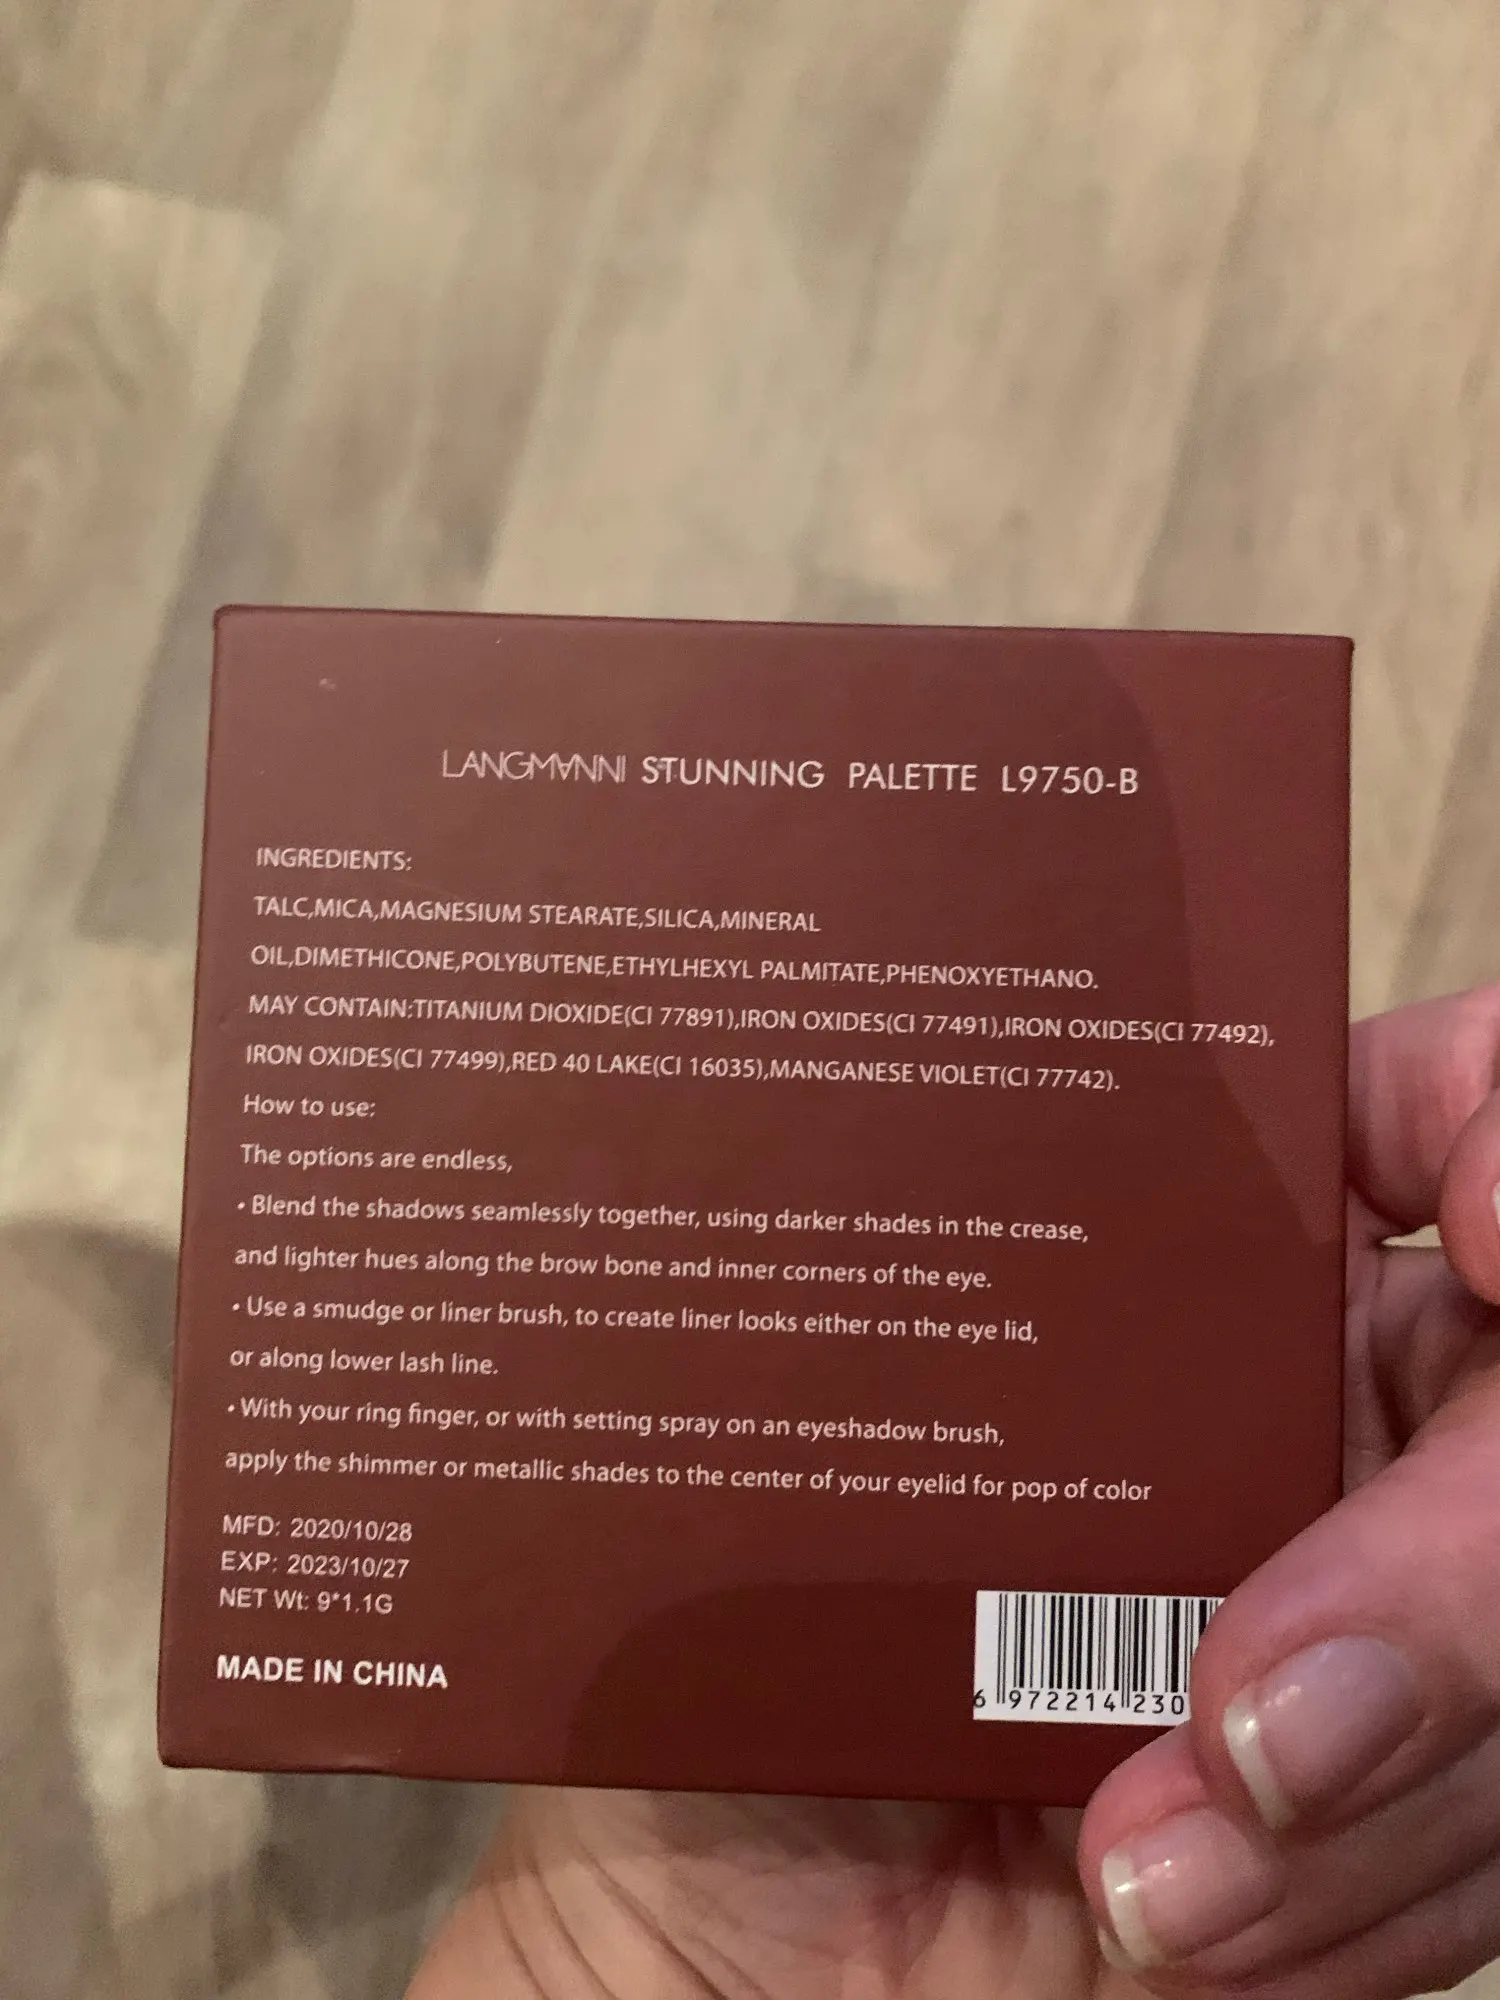 LANGMANNI STUNNING PALETTE L9750-B
INGREDIENTS:
TALC,MICA,MAGNESIUM STEARATE,SILICA,MINERAL
OIL,DIMETHICONE,POLYBUTENE,ETHYLHEXYL PALMITATE,PHENOXYETHANO.
MAY CONTAIN:TITANIUM DIOXIDE(CI 77891),IRON OXIDES(CI 77491),IRON OXIDES(CI 77492),
IRON OXIDES(CI 77499),RED 40 LAKE(CI 16035),MANGANESE VIOLET(CI 77742).
How to use:
The options are endless,
• Blend the shadows seamlessly together, using darker shades in the crease,
and lighter hues along the brow bone and inner corners of the eye.
• Use a smudge or liner brush, to create liner looks either on the eye lid,
or along lower lash line.
• With your ring finger, or with setting spray on an eyeshadow brush,
apply the shimmer or metallic shades to the center of your eyelid for pop of color
MFD: 2020/10/28
EXP: 2023/10/27
NET Wt: 9*1.1G
MADE IN CHINA
6 972214 230